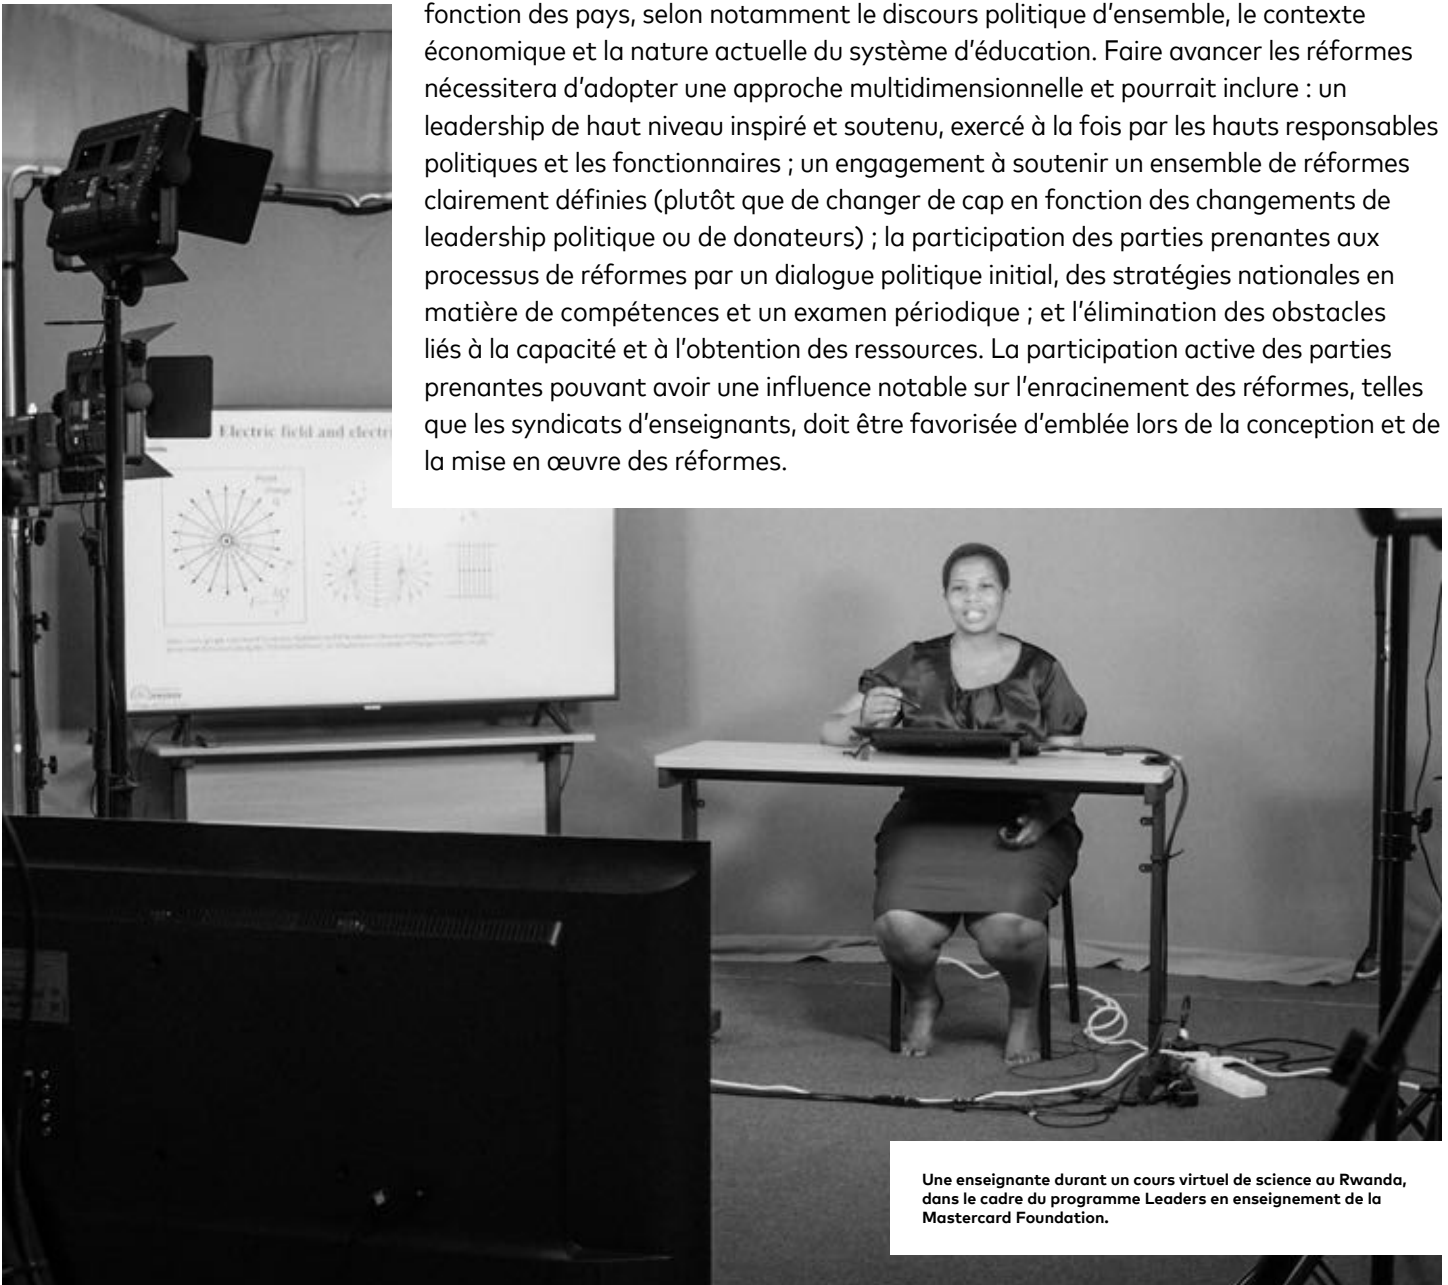 fonction des pays, selon notamment le discours politique d’ensemble, le contexte
économique et la nature actuelle du système d’éducation. Faire avancer les réformes
nécessitera d’adopter une approche multidimensionnelle et pourrait inclure : un
leadership de haut niveau inspiré et soutenu, exercé à la fois par les hauts responsables
politiques et les fonctionnaires ; un engagement à soutenir un ensemble de réformes
clairement définies (plutôt que de changer de cap en fonction des changements de
leadership politique ou de donateurs) ; la participation des parties prenantes aux
processus de réformes par un dialogue politique initial, des stratégies nationales en
matière de compétences et un examen périodique ; et l’élimination des obstacles
liés à la capacité et à l’obtention des ressources. La participation active des parties
prenantes pouvant avoir une influence notable sur l’enracinement des réformes, telles
que les syndicats d’enseignants, doit être favorisée d’emblée lors de la conception et de
la mise en œuvre des réformes.
Electric field and
Une enseignante durant un cours virtuel de science au Rwanda,
dans le cadre du programme Leaders en enseignement de la
Mastercard Foundation.